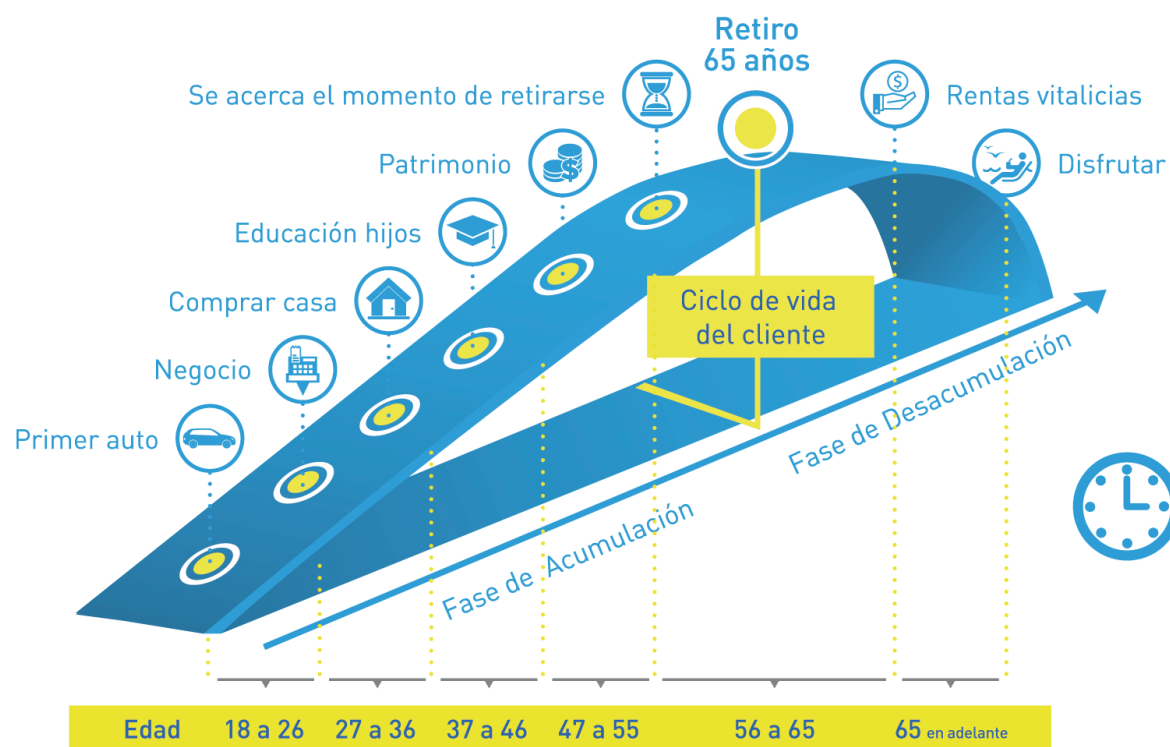 Retiro
65 años
Se acerca el momento de retirarse
Rentas vitalicias
Patrimonio
Disfrutar
Educación hijos
Comprar casa
Ciclo de vida
del cliente
Negocio
Primer auto
Fase de Desacumulación
Fase de Acumulación
Edad 18 a 26 27 a 36 37 a 46 47 a 55 56 a 65 65 en adelante